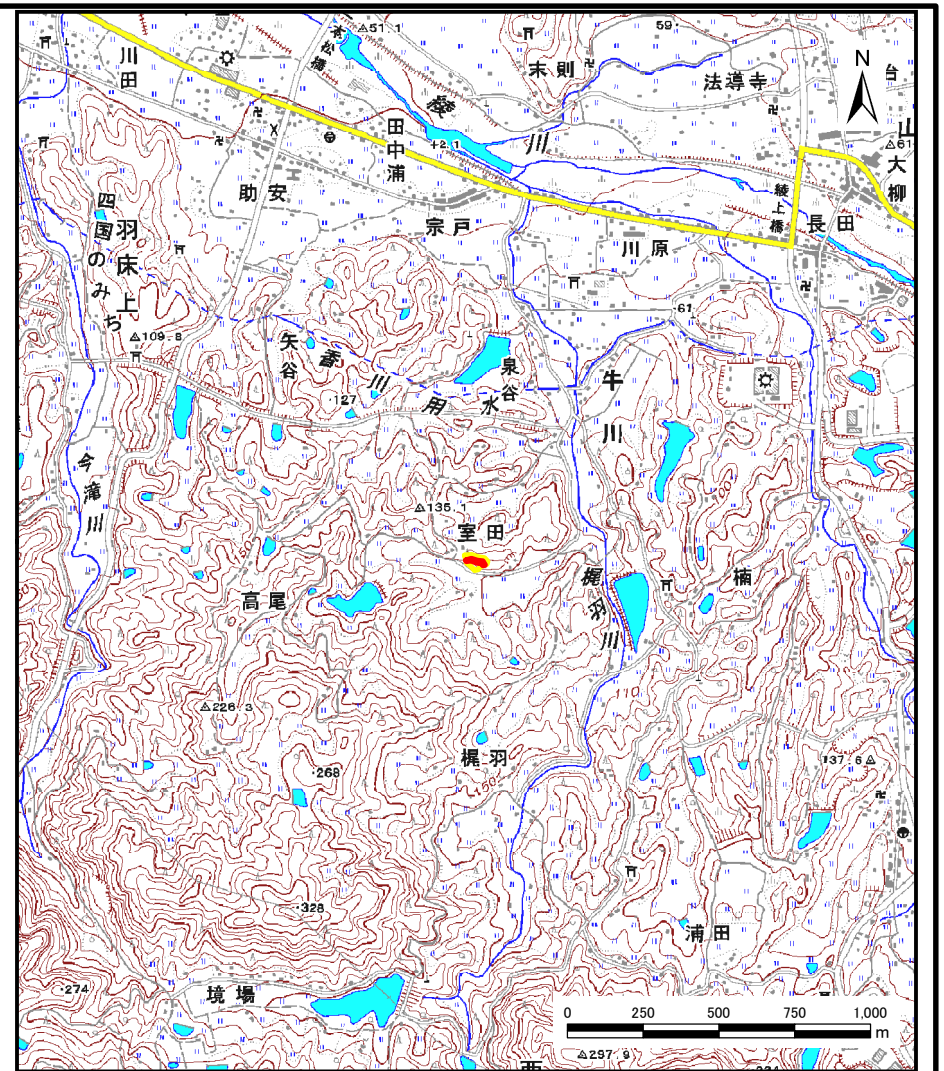 51.1
59
末則
法導寺
N
台
川田
高松橋
綾川
田中浦
山
61
大柳
助安
宗戸
綾上橋
長田
川原
四国のみち
羽床上
61
109.8
矢谷
香川用水
泉谷
牛川
127
今滝川
135.1
室田
高尾
梶羽川
楠
110
226.3
梶羽
150
137.6
268
328
浦田
274
境場
0 250 500 750 1,000 m
297.9